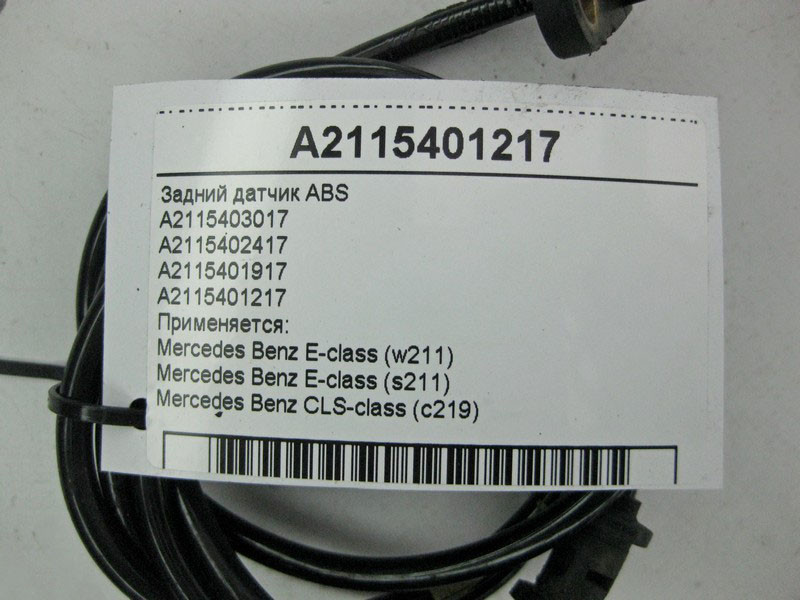 A2115401217
Задний датчик ABS
A2115403017
A2115402417
A2115401917
A2115401217
Применяется:
Mercedes Benz E-class (w211)
Mercedes Benz E-class (s211)
Mercedes Benz CLS-class (c219)